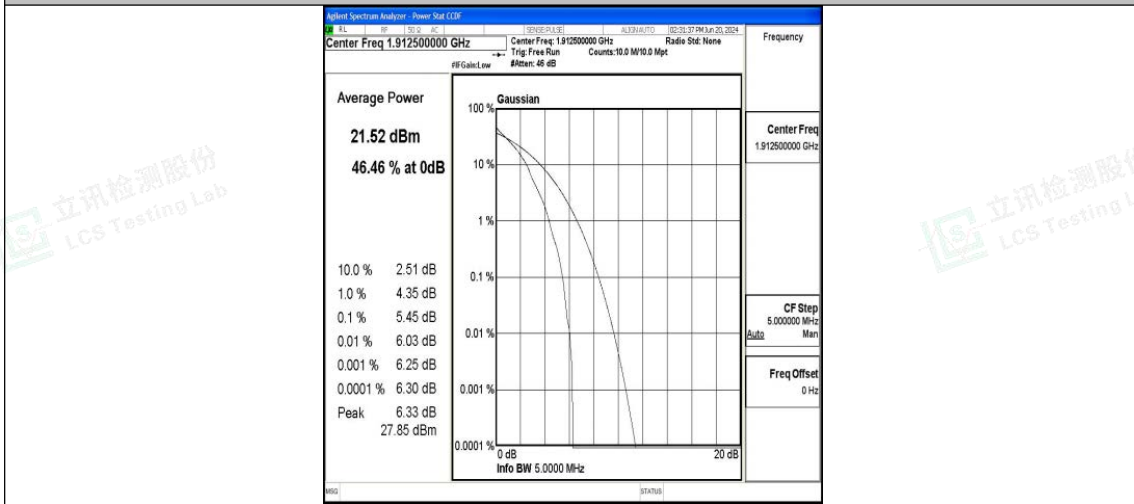 Agilent Spectrum Analyzer - Power Stat CCDF
RL RF 50 Ω AC SENSE:PULSE ALIGN AUTO 02:31:37 PM Jun 20, 2024
Center Freq 1.912500000 GHz
Center Freq: 1.912500000 GHz Radio Std: None
Trig: Free Run Counts:10.0 M/10.0 Mpt
#IFGain:Low #Atten: 46 dB
Frequency
Average Power
21.52 dBm
46.46 % at 0dB
10.0 % 2.51 dB
1.0 % 4.35 dB
0.1 % 5.45 dB
0.01 % 6.03 dB
0.001 % 6.25 dB
0.0001 % 6.30 dB
Peak 6.33 dB
27.85 dBm
Gaussian
100 %
10 %
1 %
0.1 %
0.01 %
0.001 %
0.0001 %
0 dB 20 dB
Info BW 5.0000 MHz
Center Freq
1.912500000 GHz
CF Step
5.000000 MHz
Auto Man
Freq Offset
0 Hz
MSG STATUS
立讯检测股份
LCS Testing Lab
立讯检测股
LCS Testing L